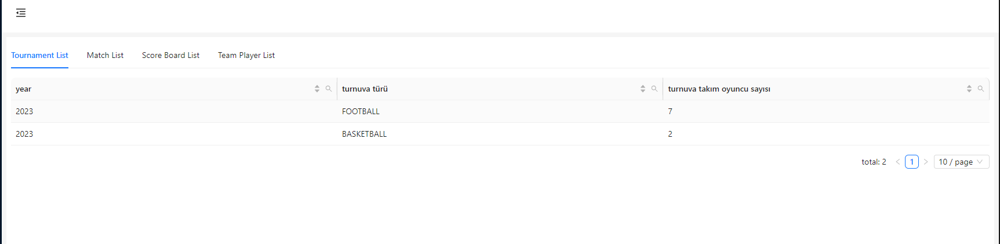 Tournament List Match List Score Board List Team Player List
year turnuva türü turnuva takım oyuncu sayısı
2023 FOOTBALL 7
2023 BASKETBALL 2
total: 2 < 1 > 10 / page